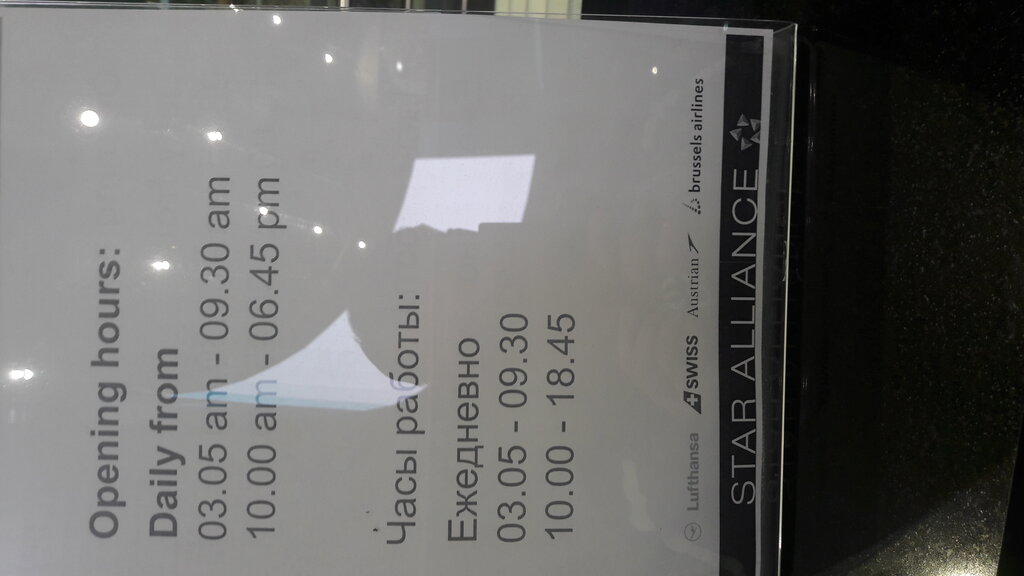 Opening hours:
Daily from
03.05 am - 09.30 am
10.00 am - 06.45 pm
Часы работы:
Ежедневно
03.05 - 09.30
10.00 - 18.45
Lufthansa SWISS Austrian brussels airlines
STAR ALLIANCE